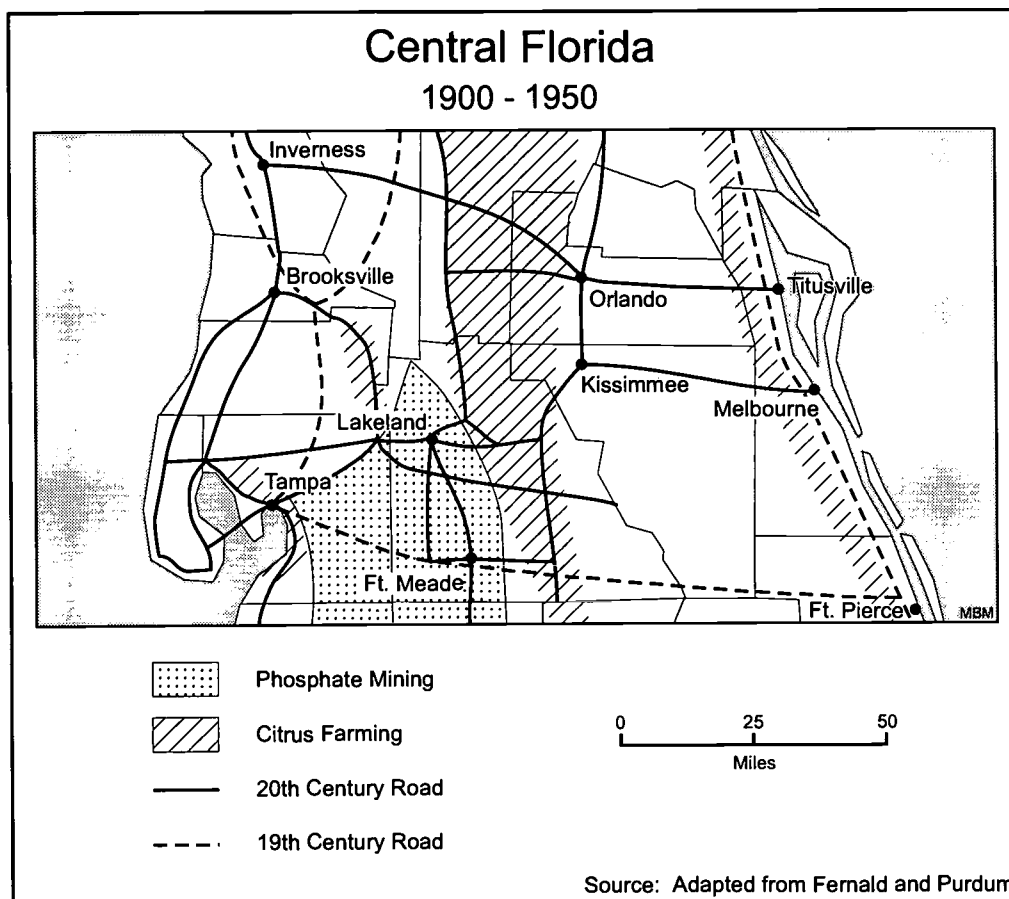 Central Florida
1900 - 1950
Inverness
Brooksville
Orlando
Titusville
Kissimmee
Melbourne
Lakeland
Tampa
Ft. Meade
Ft. Pierce
MBM
Phosphate Mining
Citrus Farming
20th Century Road
19th Century Road
0 25 50
Miles
Source: Adapted from Fernald and Purdum